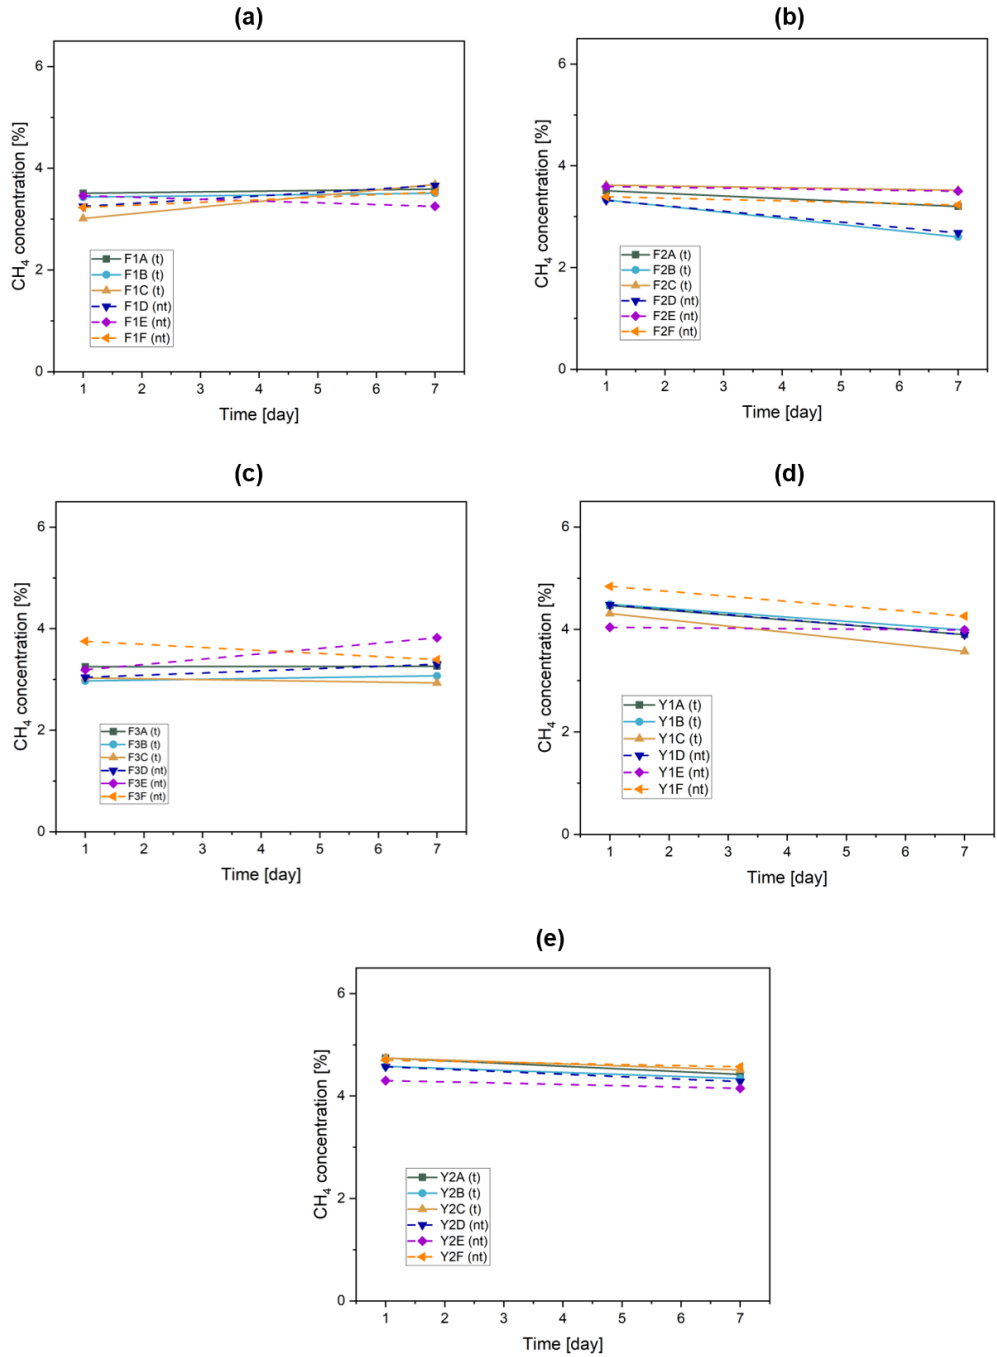 (a)
6
4
2
0
CH4 concentration [%]
F1A (t)
F1B (t)
F1C (t)
F1D (nt)
F1E (nt)
F1F (nt)
1 2 3 4 5 6 7
Time [day]
(b)
6
4
2
0
CH4 concentration [%]
F2A (t)
F2B (t)
F2C (t)
F2D (nt)
F2E (nt)
F2F (nt)
1 2 3 4 5 6 7
Time [day]
(c)
6
4
2
0
CH4 concentration [%]
F3A (t)
F3B (t)
F3C (t)
F3D (nt)
F3E (nt)
F3F (nt)
1 2 3 4 5 6 7
Time [day]
(d)
6
4
2
0
CH4 concentration [%]
Y1A (t)
Y1B (t)
Y1C (t)
Y1D (nt)
Y1E (nt)
Y1F (nt)
1 2 3 4 5 6 7
Time [day]
(e)
6
4
2
0
CH4 concentration [%]
Y2A (t)
Y2B (t)
Y2C (t)
Y2D (nt)
Y2E (nt)
Y2F (nt)
1 2 3 4 5 6 7
Time [day]